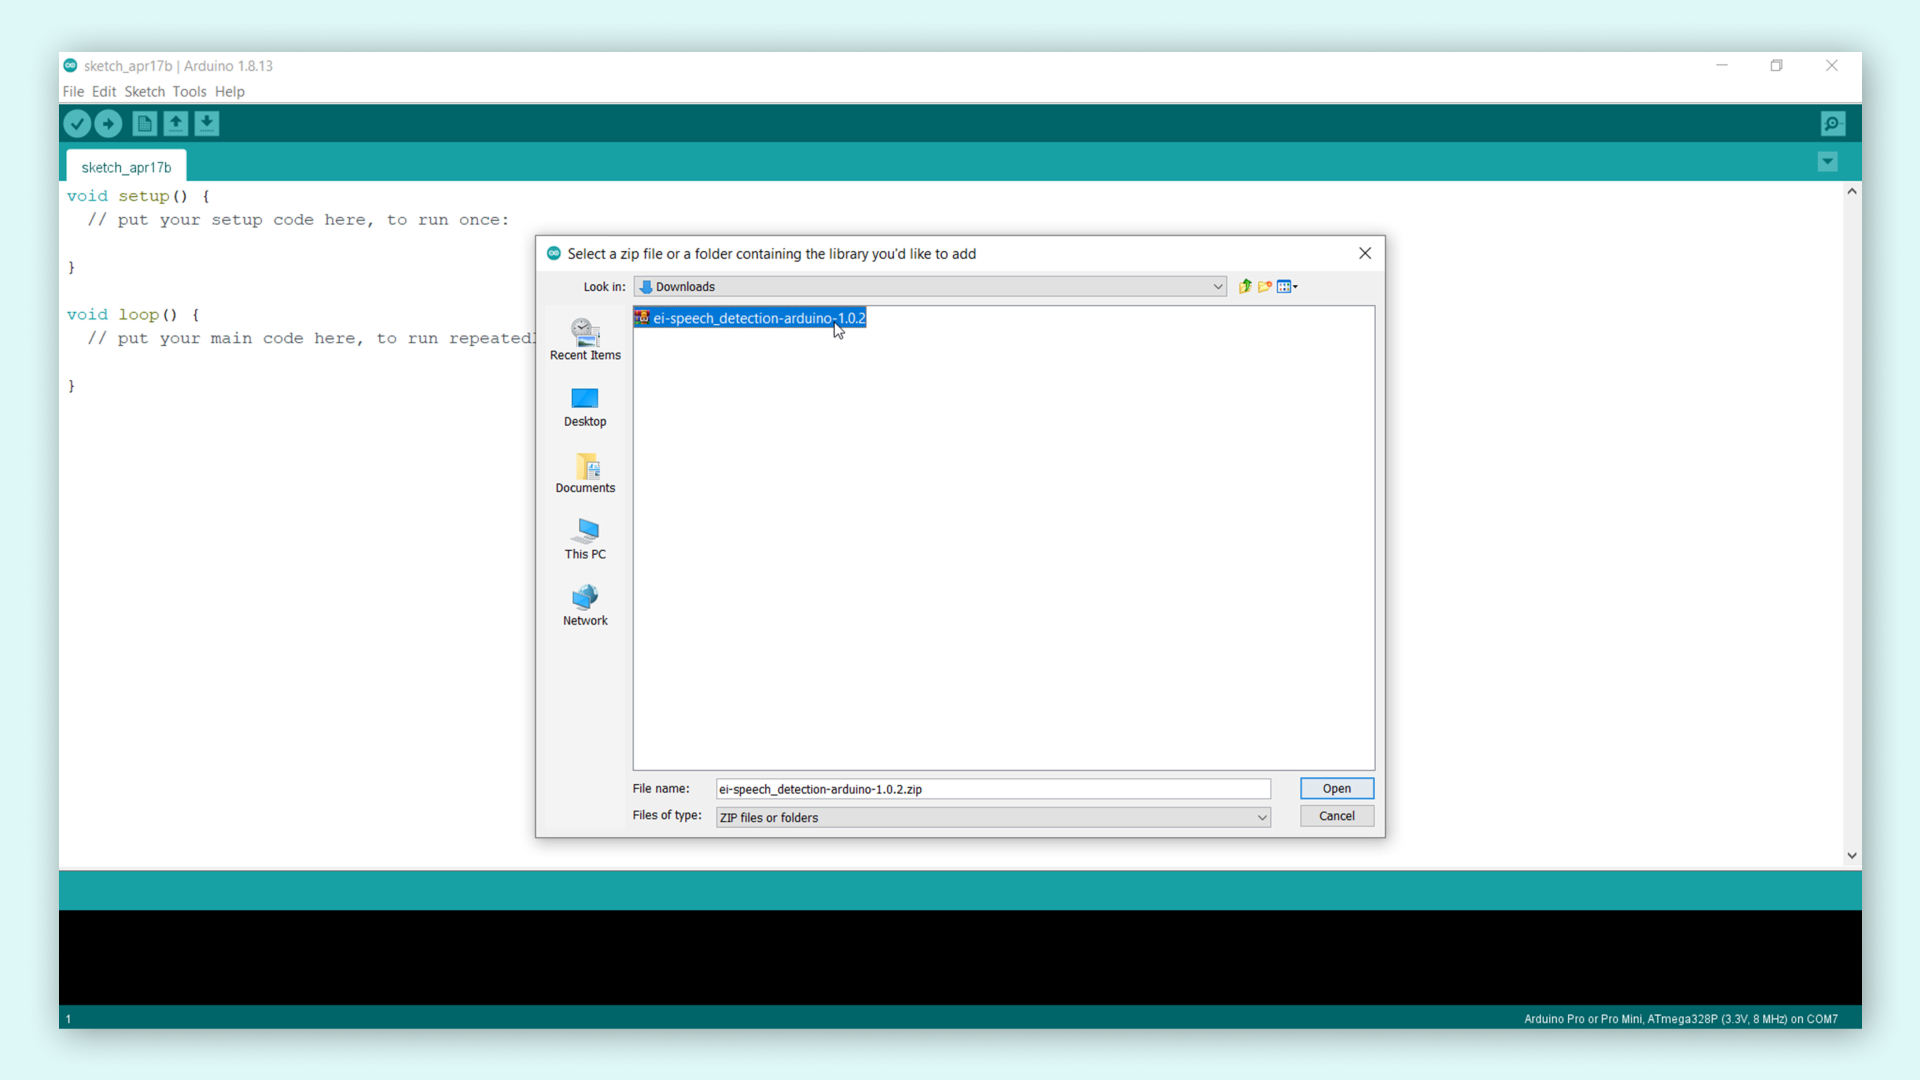 sketch_apr17b | Arduino 1.8.13
File Edit Sketch Tools Help
sketch_apr17b
void setup() {
// put your setup code here, to run once:
}
void loop() {
// put your main code here, to run repeatedl
}
Select a zip file or a folder containing the library you'd like to add
Look in: Downloads
ei-speech_detection-arduino-1.0.2
Recent Items
Desktop
Documents
This PC
Network
File name: ei-speech_detection-arduino-1.0.2.zip Open
Files of type: ZIP files or folders Cancel
1 Arduino Pro or Pro Mini, ATmega328P (3.3V, 8 MHz) on COM7